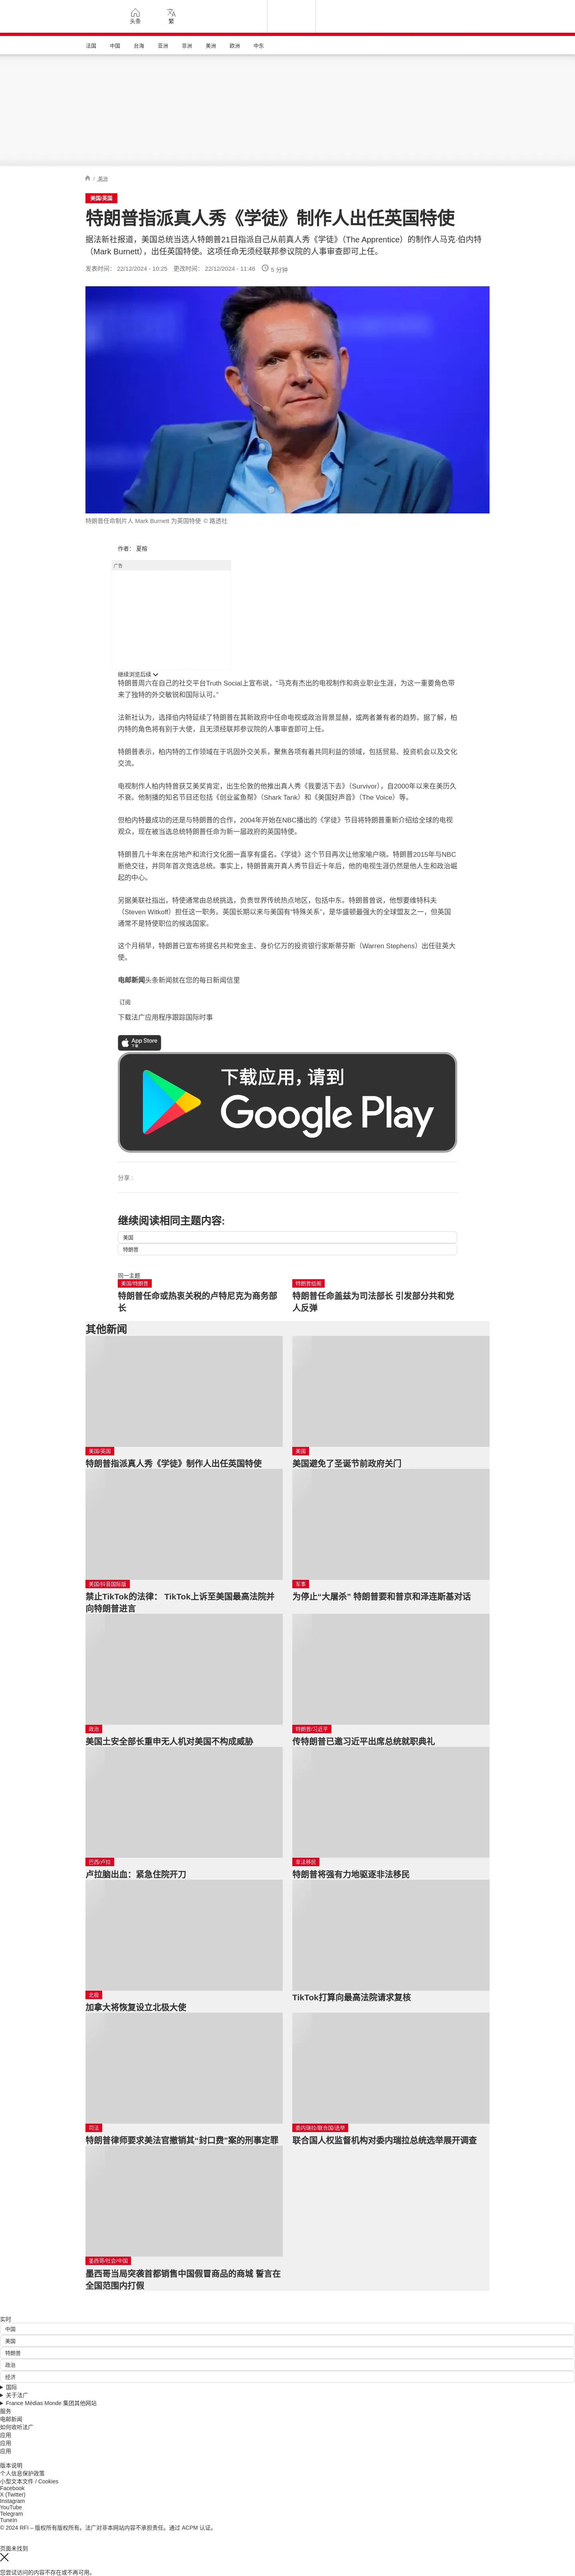 头条
繁
法国
中国
台海
亚洲
非洲
美洲
欧洲
中东
/ 美洲
美国/英国
特朗普指派真人秀《学徒》制作人出任英国特使
据法新社报道，美国总统当选人特朗普21日指派自己从前真人秀《学徒》（The Apprentice）的制作人马克·伯内特
（Mark Burnett），出任英国特使。这项任命无须经联邦参议院的人事审查即可上任。
发表时间： 22/12/2024 - 10:25 更改时间： 22/12/2024 - 11:46 5 分钟
特朗普任命制片人 Mark Burnett 为英国特使 © 路透社
作者： 夏榕
广告
继续浏览后续
特朗普周六在自己的社交平台Truth Social上宣布说，“马克有杰出的电视制作和商业职业生涯，为这一重要角色带
来了独特的外交敏锐和国际认可。”
法新社认为，选择伯内特延续了特朗普在其新政府中任命电视或政治背景显赫，或两者兼有者的趋势。据了解，柏
内特的角色将有别于大使，且无须经联邦参议院的人事审查即可上任。
特朗普表示，柏内特的工作领域在于巩固外交关系，聚焦各项有着共同利益的领域，包括贸易、投资机会以及文化
交流。
电视制作人柏内特曾获艾美奖肯定，出生伦敦的他推出真人秀《我要活下去》（Survivor），自2000年以来在美历久
不衰。他制播的知名节目还包括《创业鲨鱼帮》（Shark Tank）和《美国好声音》（The Voice）等。
但柏内特最成功的还是与特朗普的合作，2004年开始在NBC播出的《学徒》节目将特朗普重新介绍给全球的电视
观众，现在被当选总统特朗普任命为新一届政府的英国特使。
特朗普几十年来在房地产和流行文化圈一直享有盛名。《学徒》这个节目再次让他家喻户晓。特朗普2015年与NBC
断绝交往，并同年首次竞选总统。事实上，特朗普离开真人秀节目近十年后，他的电视生涯仍然是他人生和政治崛
起的中心。
另据美联社指出，特使通常由总统挑选，负责世界传统热点地区，包括中东。特朗普曾说，他想要维特科夫
（Steven Witkoff）担任这一职务。英国长期以来与美国有“特殊关系”，是华盛顿最强大的全球盟友之一，但英国
通常不是特使职位的候选国家。
这个月稍早，特朗普已宣布将提名共和党金主、身价亿万的投资银行家斯蒂芬斯（Warren Stephens）出任驻英大
使。
电邮新闻头条新闻就在您的每日新闻信里
订阅
下载法广应用程序跟踪国际时事
App Store
下载
下载应用，请到
Google Play
分享 :
继续阅读相同主题内容:
美国
特朗普
同一主题
美国/特朗普
特朗普任命或热衷关税的卢特尼克为商务部
长
特朗普组阁
特朗普任命盖兹为司法部长 引发部分共和党
人反弹
其他新闻
美国/英国
特朗普指派真人秀《学徒》制作人出任英国特使
美国
美国避免了圣诞节前政府关门
美国/抖音国际版
禁止TikTok的法律： TikTok上诉至美国最高法院并
向特朗普进言
军事
为停止“大屠杀” 特朗普要和普京和泽连斯基对话
政治
美国土安全部长重申无人机对美国不构成威胁
特朗普/习近平
传特朗普已邀习近平出席总统就职典礼
巴西/卢拉
卢拉脑出血：紧急住院开刀
非法移民
特朗普将强有力地驱逐非法移民
北极
加拿大将恢复设立北极大使
TikTok打算向最高法院请求复核
司法
特朗普律师要求美法官撤销其“封口费”案的刑事定罪
委内瑞拉/联合国/选举
联合国人权监督机构对委内瑞拉总统选举展开调查
墨西哥/社会/中国
墨西哥当局突袭首都销售中国假冒商品的商城 誓言在
全国范围内打假
实时
中国
美国
特朗普
政治
经济
国际
关于法广
France Médias Monde 集团其他网站
服务
电邮新闻
如何收听法广
应用
应用
应用
版本说明
个人信息保护政策
小型文本文件 / Cookies
Facebook
X (Twitter)
Instagram
YouTube
Telegram
TuneIn
© 2024 RFI – 版权所有版权所有。法广对非本网站内容不承担责任。通过 ACPM 认证。
页面未找到
您尝试访问的内容不存在或不再可用。